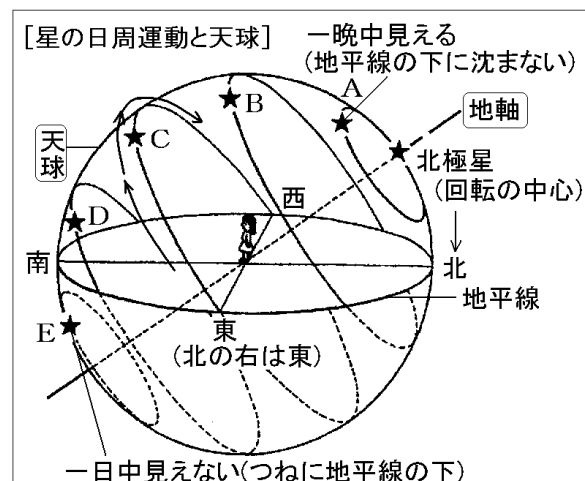 [星の日周運動と天球]
一晩中見える
(地平線の下に沈まない)
A
B
C
D
E
地軸
天球
北極星
(回転の中心)
西
南
北
地平線
東
(北の右は東)
一日中見えない(つねに地平線の下)